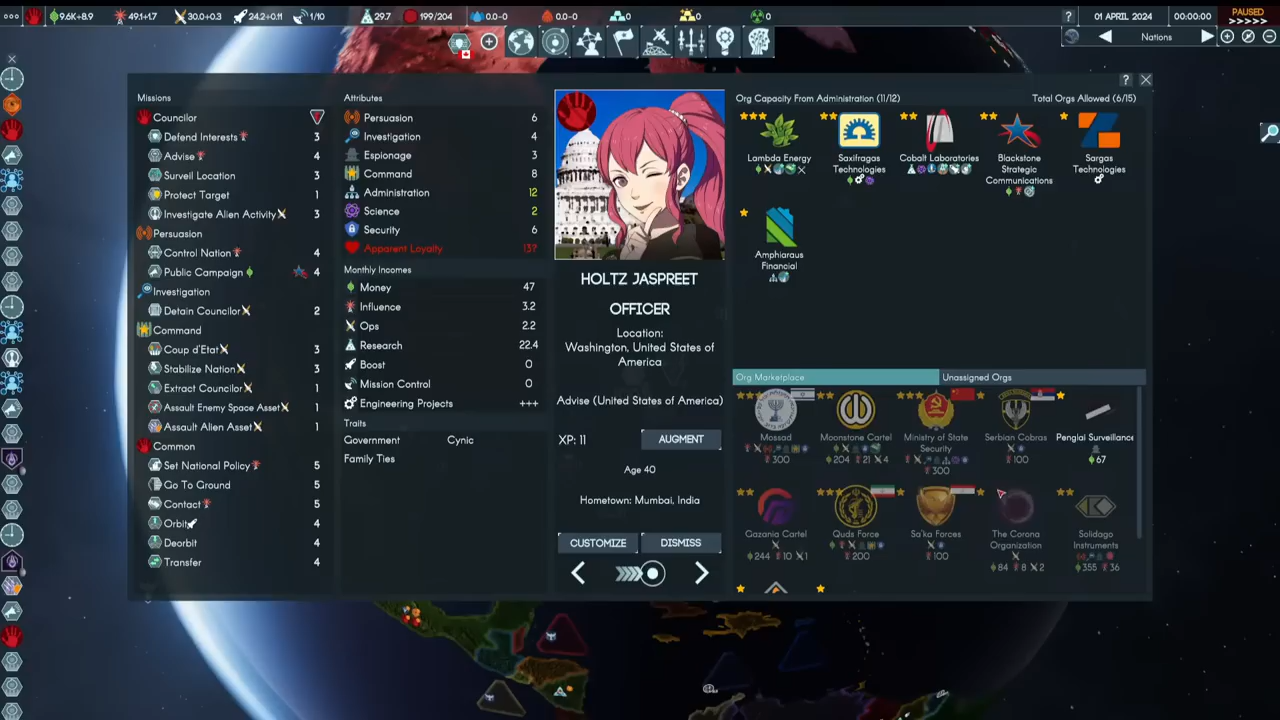 9.6K+8.9 49.1+1.7 30.0+0.3 24.2+0.11 1/10 29.7 199/204 0.0-0 0.0-0 0 0 0 ? 01 APRIL 2024 00:00:00 PAUSED
>>>>>
Nations
Missions
Councilor
Defend Interests 3
Advise 4
Surveil Location 3
Protect Target 1
Investigate Alien Activity 3
Persuasion
Control Nation 4
Public Campaign 4
Investigation
Detain Councilor 2
Command
Coup d'Etat 3
Stabilize Nation 3
Extract Councilor 1
Assault Enemy Space Asset 1
Assault Alien Asset 1
Common
Set National Policy 5
Go To Ground 5
Contact 5
Orbit 4
Deorbit 4
Transfer 4
Attributes
Persuasion 6
Investigation 4
Espionage 3
Command 8
Administration 12
Science 2
Security 6
Apparent Loyalty 13?
Monthly Incomes
Money 47
Influence 3.2
Ops 2.2
Research 22.4
Boost 0
Mission Control 0
Engineering Projects +++
Traits
Government Cynic
Family Ties
HOLTZ JASPREET
OFFICER
Location:
Washington, United States of
America
Advise (United States of America)
XP: 11 AUGMENT
Age 40
Hometown: Mumbai, India
CUSTOMIZE DISMISS
? 
Org Capacity From Administration (11/12) Total Orgs Allowed (6/15)
Lambda Energy
Saxifragas
Technologies
Cobalt Laboratories
Blackstone
Strategic
Communications
Sargas
Technologies
Amphiaraus
Financial
Org Marketplace Unassigned Orgs
Mossad
300
Moonstone Cartel
204 21 4
Ministry of State
Security
300
Serbian Cobras
100
Penglai Surveillance
67
Gazania Cartel
244 10 1
Quds Force
200
Sa'ka Forces
100
The Corona
Organization
84 8 2
Solidago
Instruments
355 36